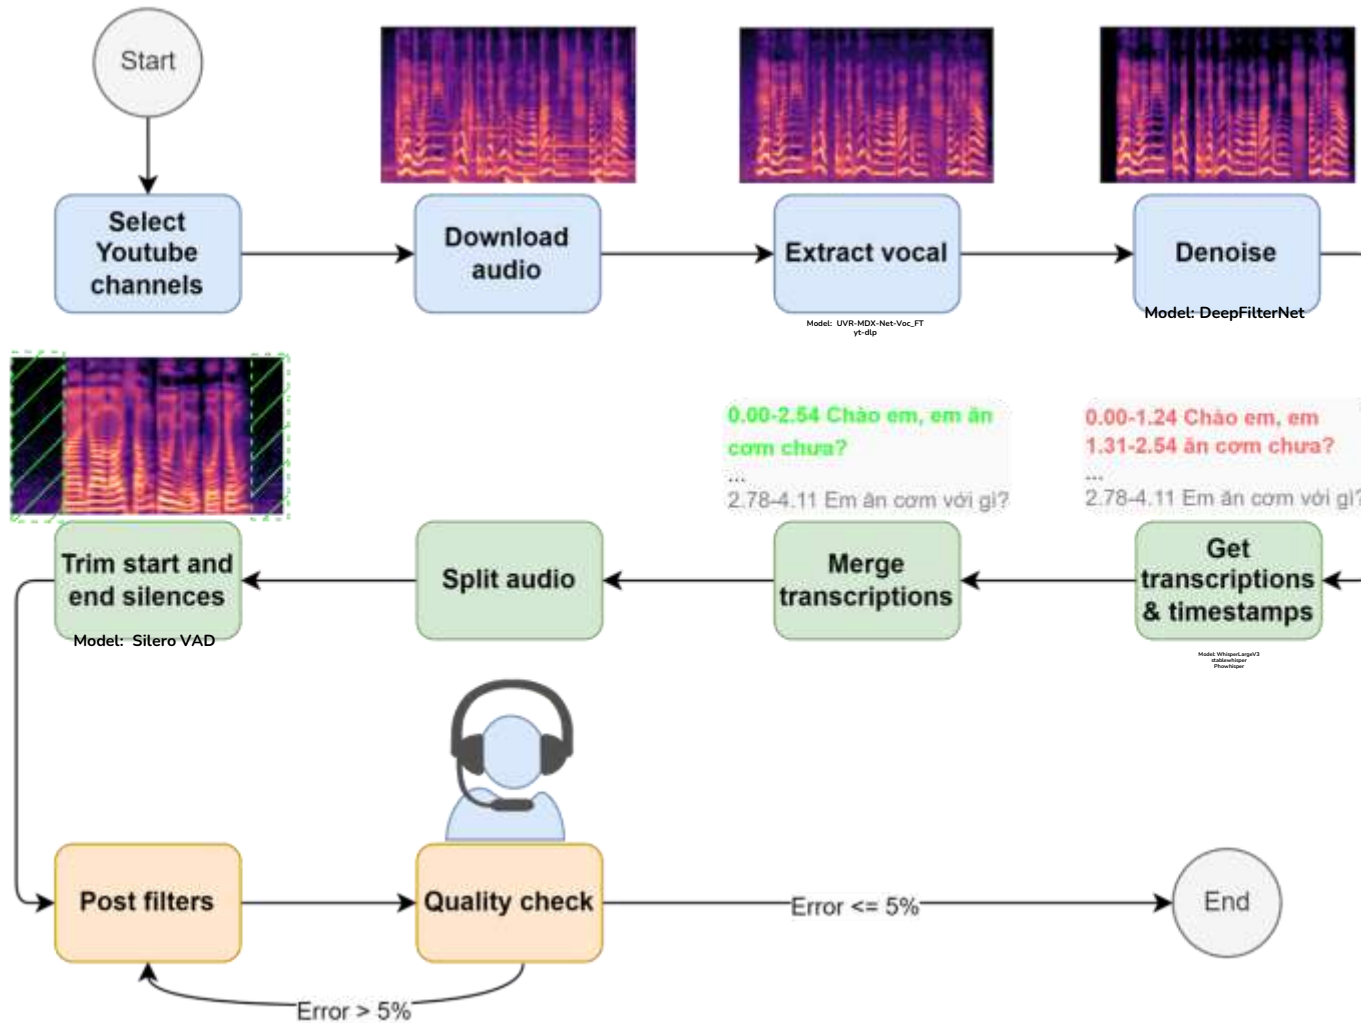 Start
Select
Youtube
channels
Download
audio
Extract vocal
Denoise
Model: UVR-MDX-Net-Voc_FT
yt-dlp
Model: DeepFilterNet
0.00-2.54 Chào em, em ăn
cơm chưa?
...
2.78-4.11 Em ăn cơm với gì?
0.00-1.24 Chào em, em
1.31-2.54 ăn cơm chưa?
...
2.78-4.11 Em ăn cơm với gì?
Trim start and
end silences
Model: Silero VAD
Split audio
Merge
transcriptions
Get
transcriptions
& timestamps
Model: WhisperLargeV3
stablewhisper
Phowhisper
Post filters
Quality check
Error <= 5%
End
Error > 5%